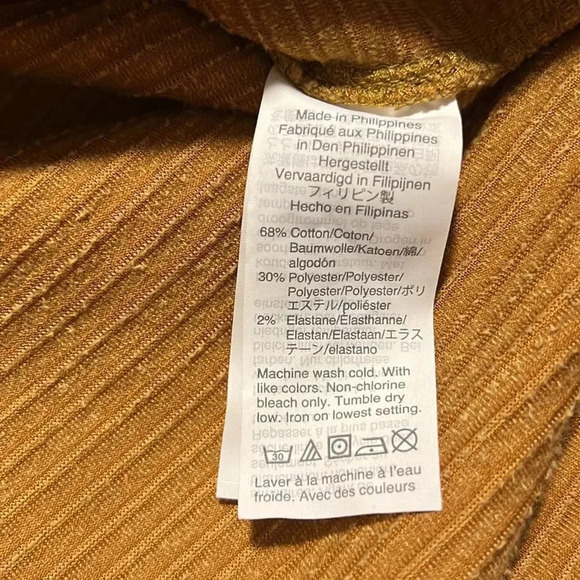 Made in Philippines
Fabriqué aux Philippines
in Den Philippinen
Hergestellt
Vervaardigd in Filipijnen
フィリピン製
Hecho en Filipinas
68% Cotton/Coton/
Baumwolle/Katoen/綿/
algodón
30% Polyester/Polyester/
Polyester/Polyester/ポリ
エステル/poliéster
2% Elastane/Élasthanne/
Elastan/Elastaan/エラス
テーン/elastano
Machine wash cold. With
like colors. Non-chlorine
bleach only. Tumble dry
low. Iron on lowest setting.
30
Laver à la machine à l'eau
froide. Avec des couleurs